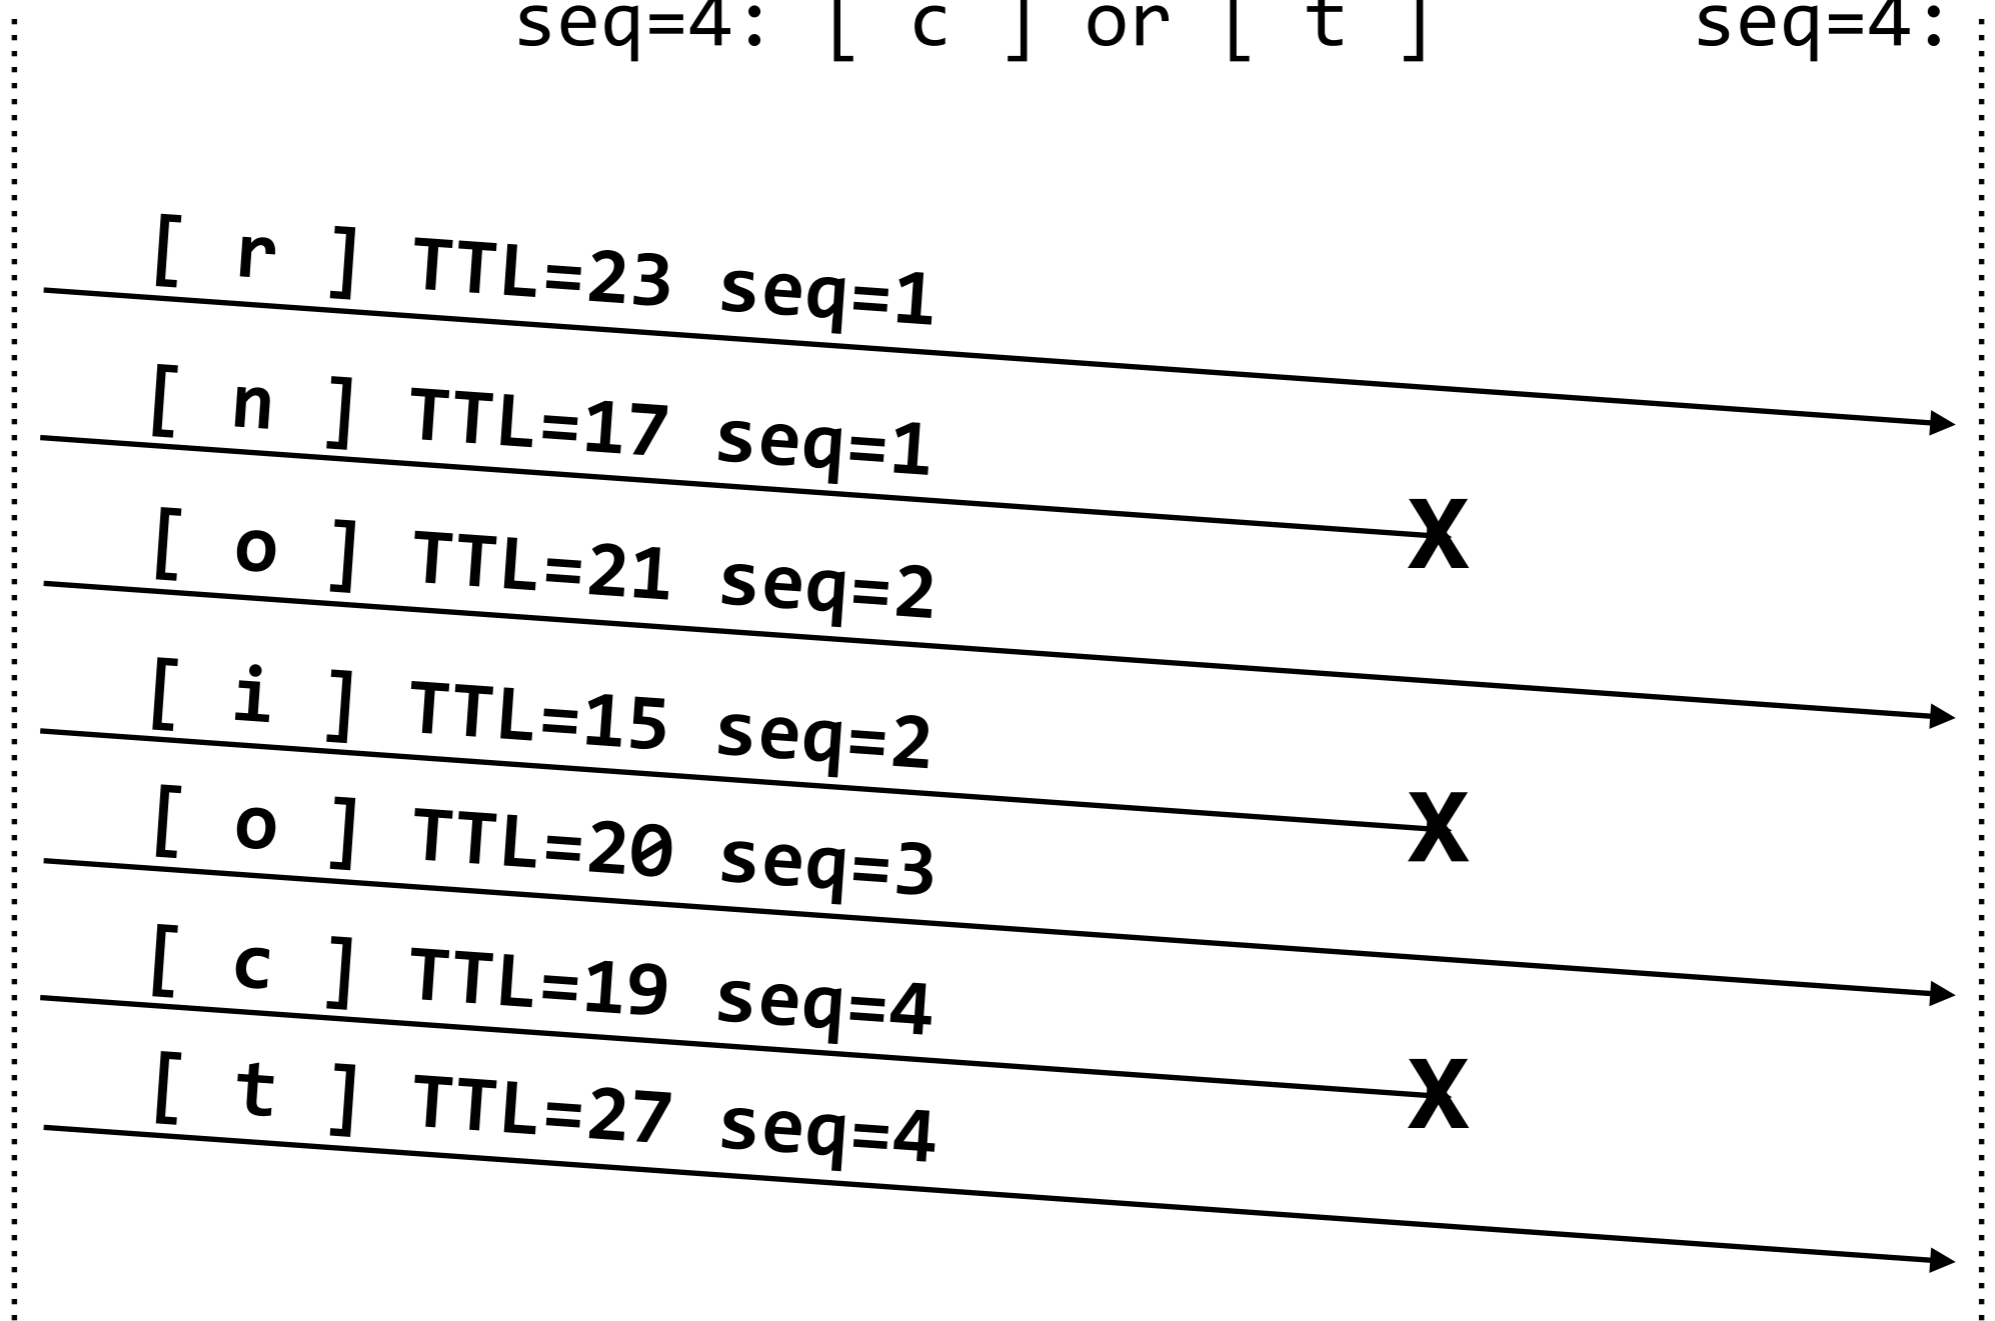 seq=4: [ c ] or [ t ] seq=4:
[ r ] TTL=23 seq=1
[ n ] TTL=17 seq=1
X
[ o ] TTL=21 seq=2
[ i ] TTL=15 seq=2
X
[ o ] TTL=20 seq=3
[ c ] TTL=19 seq=4
X
[ t ] TTL=27 seq=4